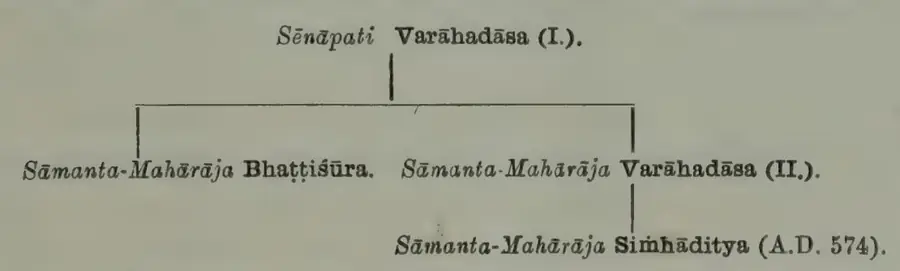 Sēnāpati Varāhadāsa (I.).
Sāmanta-Mahārāja Bhaṭṭiśūra. Sāmanta-Mahārāja Varāhadāsa (II.).
Sāmanta-Mahārāja Siṁhāditya (A.D. 574).